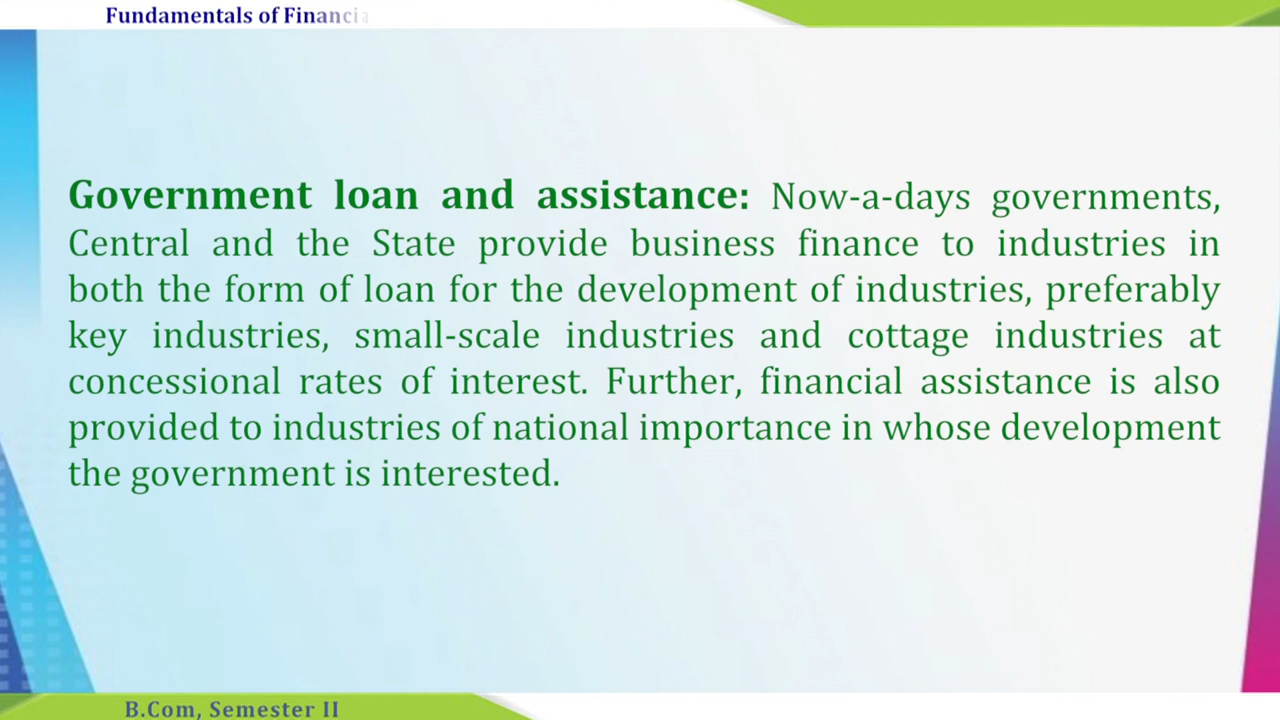 Fundamentals of Financia
Government loan and assistance: Now-a-days governments,
Central and the State provide business finance to industries in
both the form of loan for the development of industries, preferably
key industries, small-scale industries and cottage industries at
concessional rates of interest. Further, financial assistance is also
provided to industries of national importance in whose development
the government is interested.
B.Com, Semester II